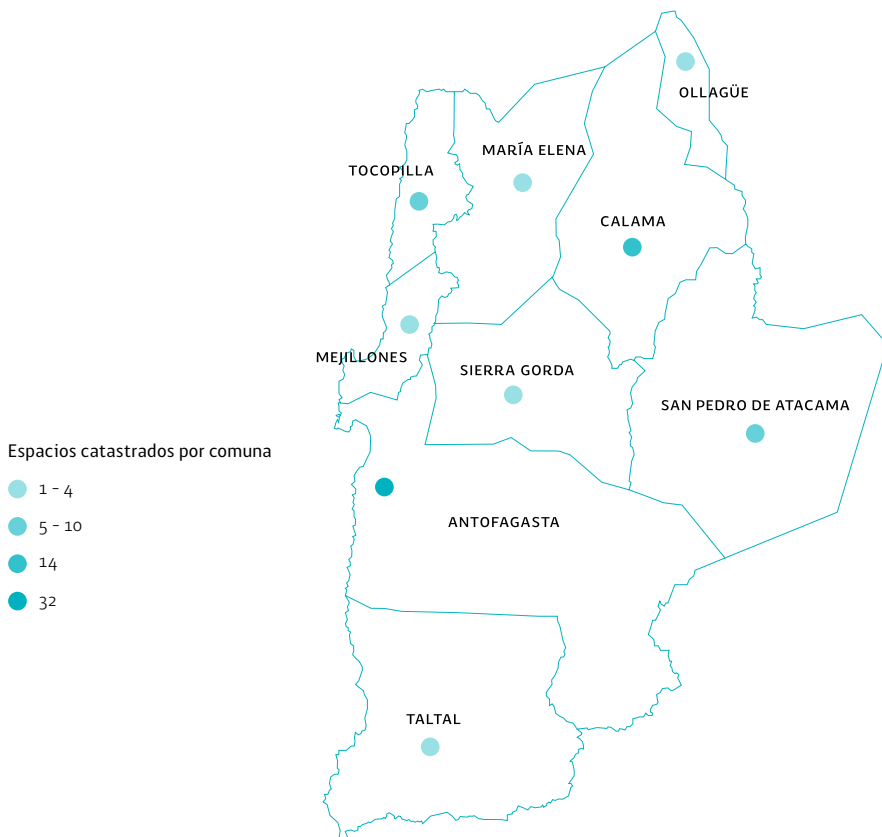 OLLAGÜE
MARÍA ELENA
TOCOPILLA
CALAMA
MEJILLONES
SIERRA GORDA
SAN PEDRO DE ATACAMA
Espacios catastrados por comuna
1 - 4
5 - 10
14
32
ANTOFAGASTA
TALTAL